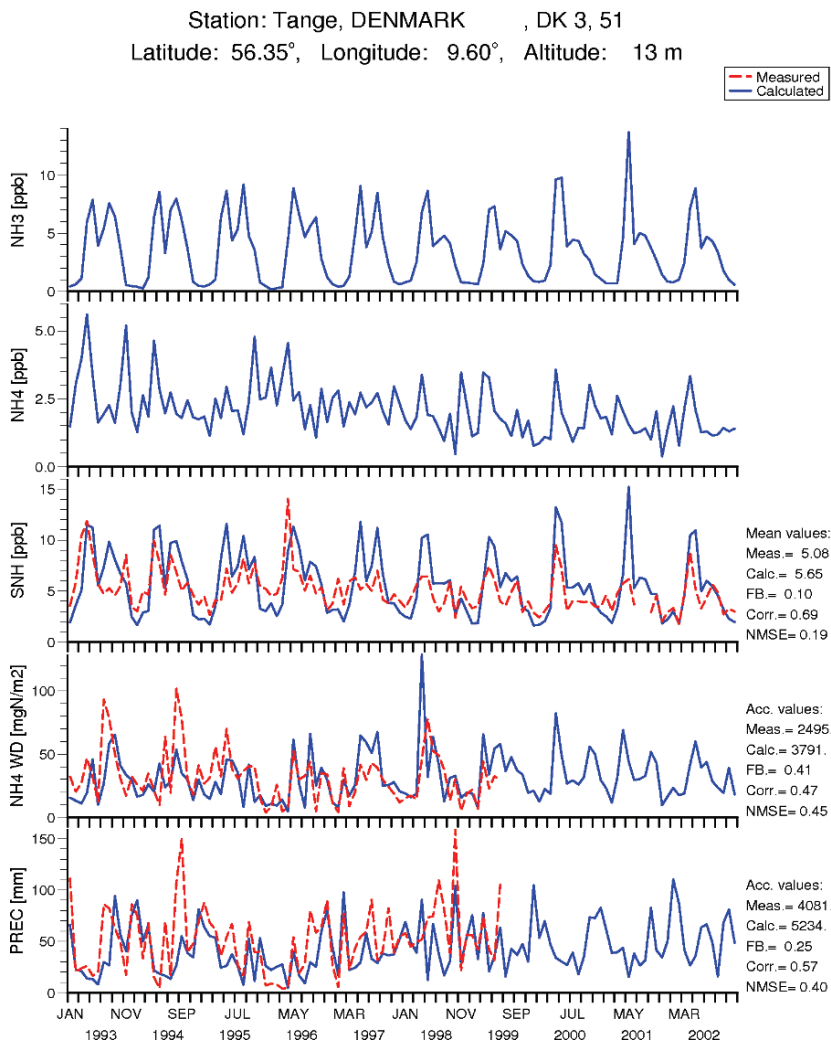 Station: Tange, DENMARK , DK 3, 51
Latitude: 56.35°, Longitude: 9.60°, Altitude: 13 m
Measured
Calculated
NH3 [ppb]
10
5
0
NH4 [ppb]
5.0
2.5
0.0
SNH [ppb]
15
10
5
0
Mean values:
Meas.= 5.08
Calc.= 5.65
FB.= 0.10
Corr.= 0.69
NMSE= 0.19
NH4 WD [mgN/m2]
100
50
0
Acc. values:
Meas.= 2495.
Calc.= 3791.
FB.= 0.41
Corr.= 0.47
NMSE= 0.45
PREC [mm]
150
100
50
0
Acc. values:
Meas.= 4081.
Calc.= 5234.
FB.= 0.25
Corr.= 0.57
NMSE= 0.40
JAN NOV SEP JUL MAY MAR JAN NOV SEP JUL MAY MAR
1993 1994 1995 1996 1997 1998 1999 2000 2001 2002